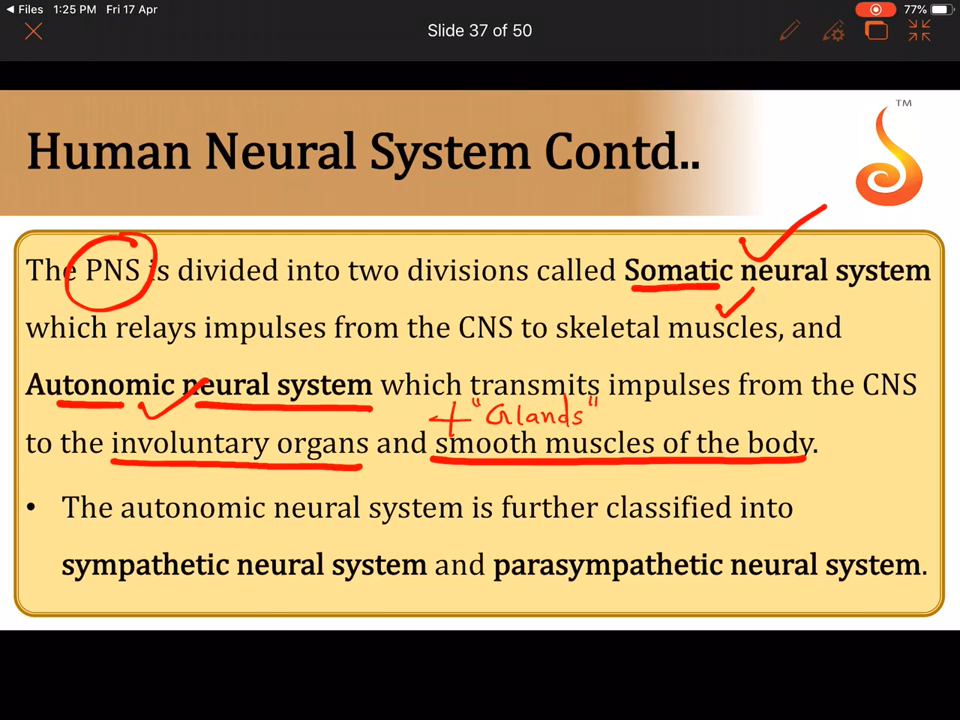 Files 1:25 PM Fri 17 Apr 77%
Slide 37 of 50
TM
Human Neural System Contd..
The PNS is divided into two divisions called Somatic neural system
which relays impulses from the CNS to skeletal muscles, and
Autonomic neural system which transmits impulses from the CNS
+ "Glands"
to the involuntary organs and smooth muscles of the body.
• The autonomic neural system is further classified into
sympathetic neural system and parasympathetic neural system.